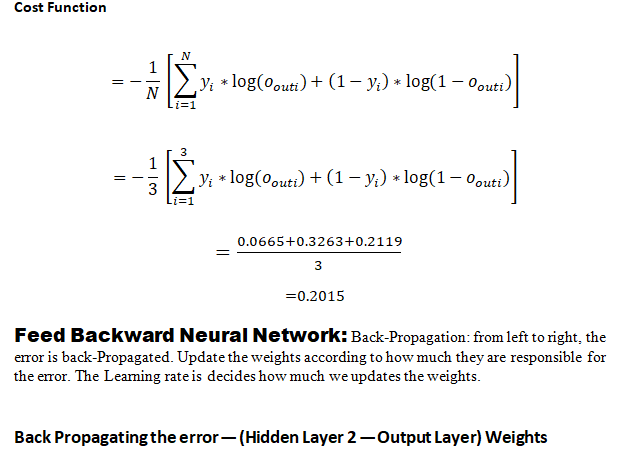 Cost Function
= −\frac{1}{N} \left[ \sum_{i=1}^{N} y_i * \log(o_{outi}) + (1 − y_i) * \log(1 − o_{outi}) \right]
= −\frac{1}{3} \left[ \sum_{i=1}^{3} y_i * \log(o_{outi}) + (1 − y_i) * \log(1 − o_{outi}) \right]
= \frac{0.0665+0.3263+0.2119}{3}
=0.2015
Feed Backward Neural Network: Back-Propagation: from left to right, the
error is back-Propagated. Update the weights according to how much they are responsible for
the error. The Learning rate is decides how much we updates the weights.
Back Propagating the error — (Hidden Layer 2 — Output Layer) Weights